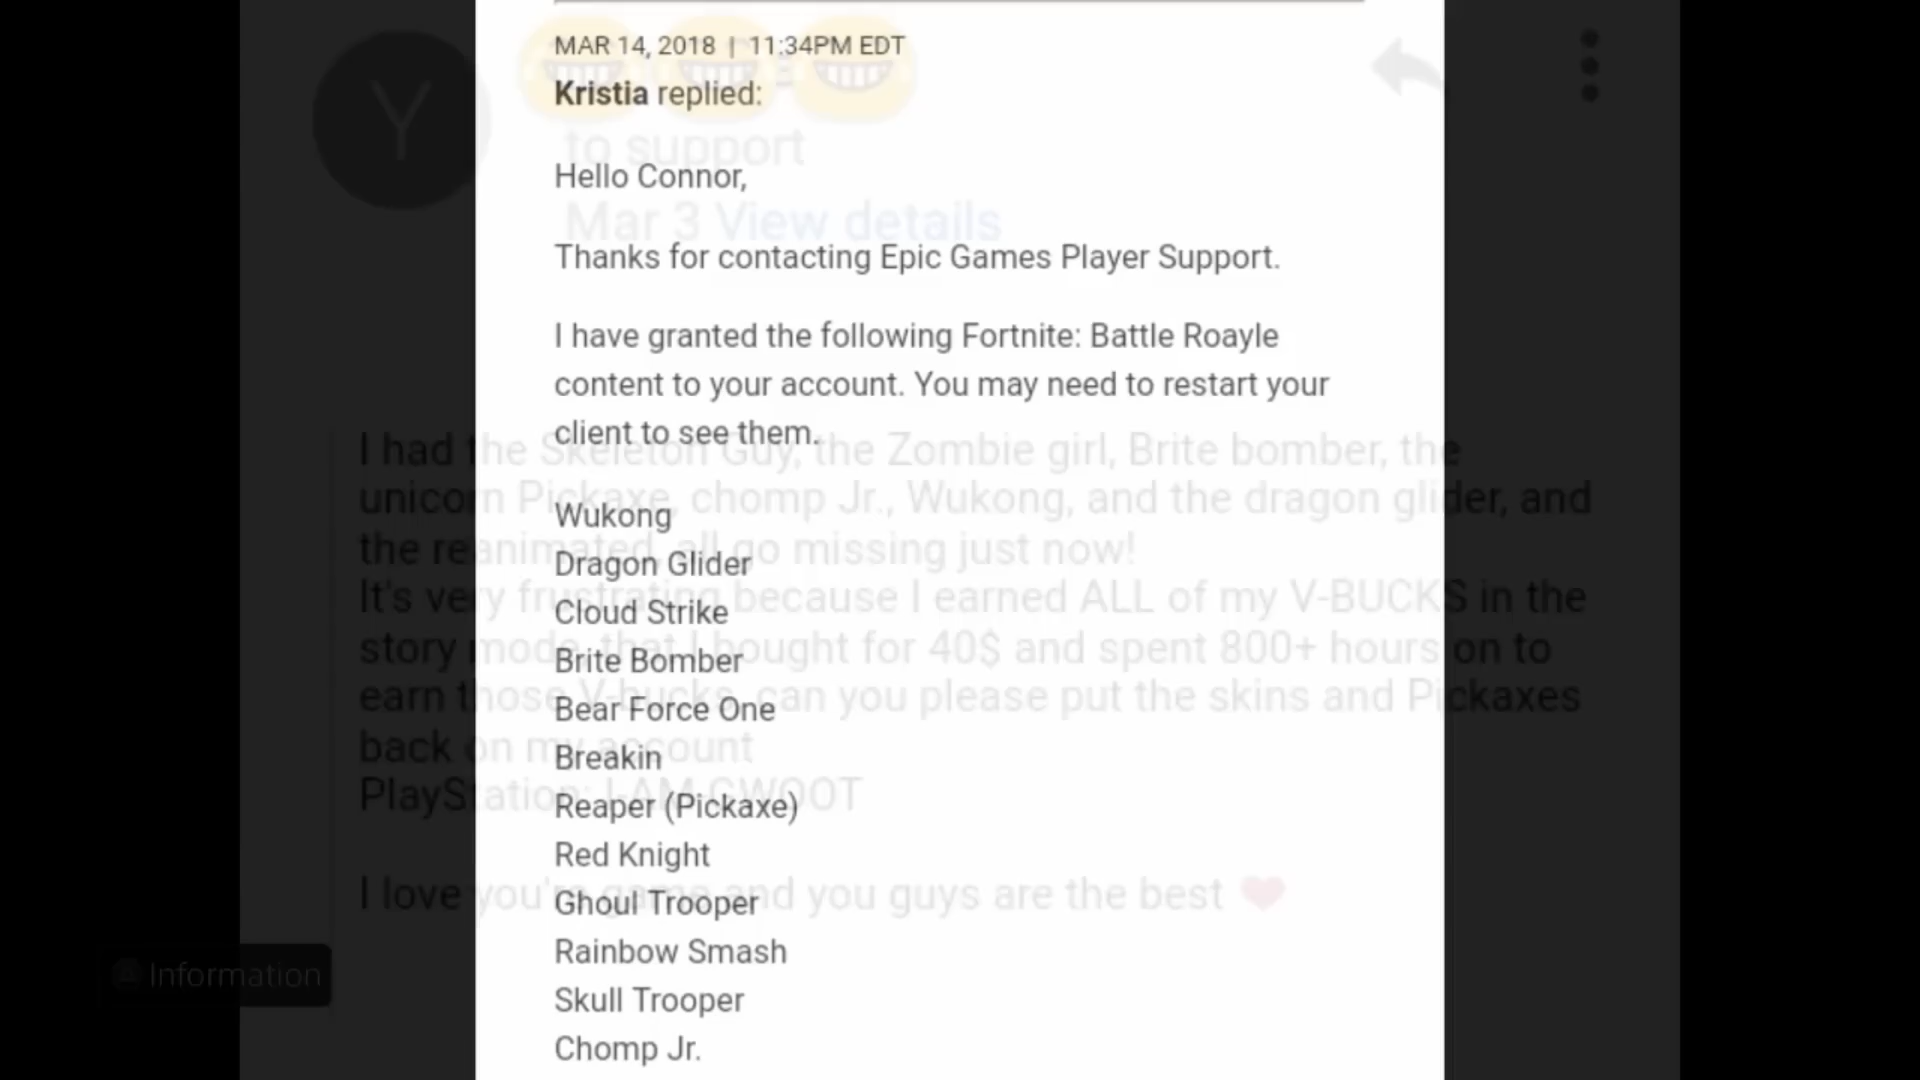 MAR 14, 2018 | 11:34PM EDT
Kristia replied:
Hello Connor,
Thanks for contacting Epic Games Player Support.
I have granted the following Fortnite: Battle Roayle
content to your account. You may need to restart your
client to see them.
Wukong
Dragon Glider
Cloud Strike
Brite Bomber
Bear Force One
Breakin
Reaper (Pickaxe)
Red Knight
Ghoul Trooper
Rainbow Smash
Skull Trooper
Chomp Jr.
Y
to support
Mar 3 View details
I had the Skeleton Guy, the Zombie girl, Brite bomber, the
unicorn Pickaxe, chomp Jr., Wukong, and the dragon glider, and
the reanimated, all go missing just now!
It's very frustrating because I earned ALL of my V-BUCKS in the
story mode, that I bought for 40$ and spent 800+ hours on to
earn those V-bucks, can you please put the skins and Pickaxes
back on my account
PlayStation: I-AM-GWOOT
I love you're game and you guys are the best ❤
Information